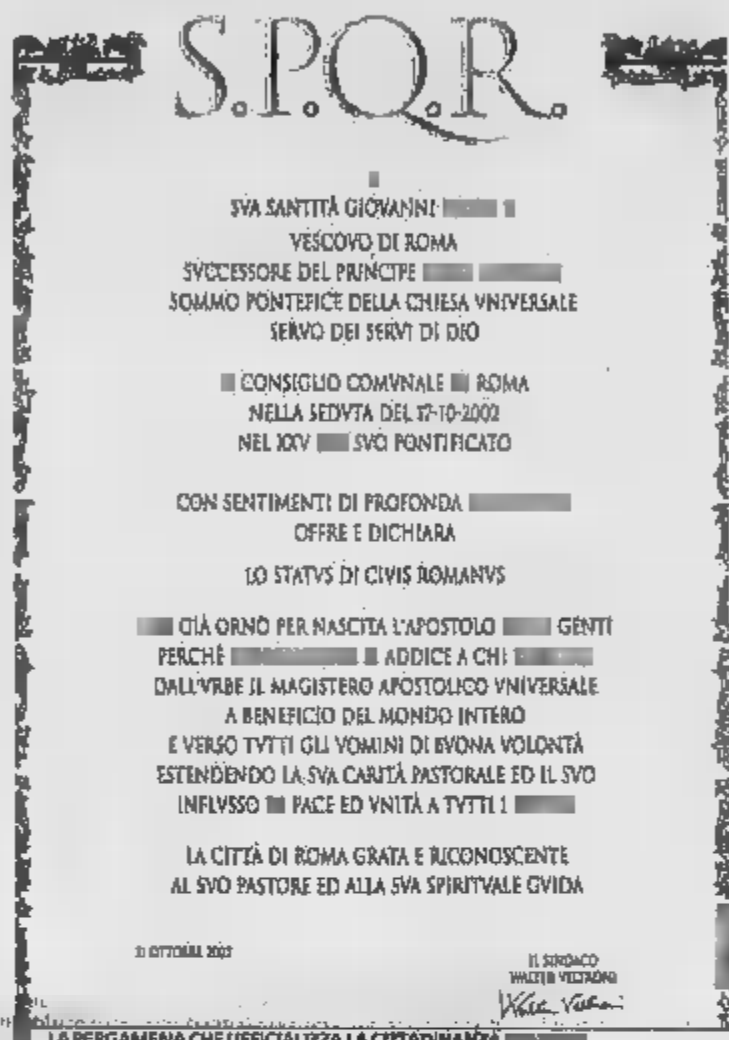 S.P.Q.R.
SVA SANTITÀ GIOVANNI
VESCOVO DI ROMA
SVCCESSORE DEL PRINCIPE
SOMMO PONTEFICE DELLA CHIESA VNIVERSALE
SERVO DEI SERVI DI DIO
CONSIGLIO COMVNALE ROMA
NELLA SEDVTA DEL 17-10-2002
NEL XXV SVO PONTIFICATO
CON SENTIMENTI DI PROFONDA
OFFRE E DICHIARA
LO STATVS DI CIVIS ROMANVS
GIÀ ORNÒ PER NASCITA L'APOSTOLO GENTI
PERCHÉ ADDICE A CHI
DALL'VRBE IL MAGISTERO APOSTOLICO VNIVERSALE
A BENEFICIO DEL MONDO INTERO
E VERSO TVTTI GLI VOMINI DI BVONA VOLONTÀ
ESTENDENDO LA SVA CARITÀ PASTORALE ED IL SVO
INFLVSSO PACE ED VNITÀ A TVTTI I
LA CITTÀ DI ROMA GRATA E RICONOSCENTE
AL SVO PASTORE ED ALLA SVA SPIRITVALE GVIDA
OTTOBRE 2002
IL SINDACO
WALTER VELTRONI
Walter Veltroni
LA PERGAMENA CHE UFFICIALIZZA LA CITTADINANZA